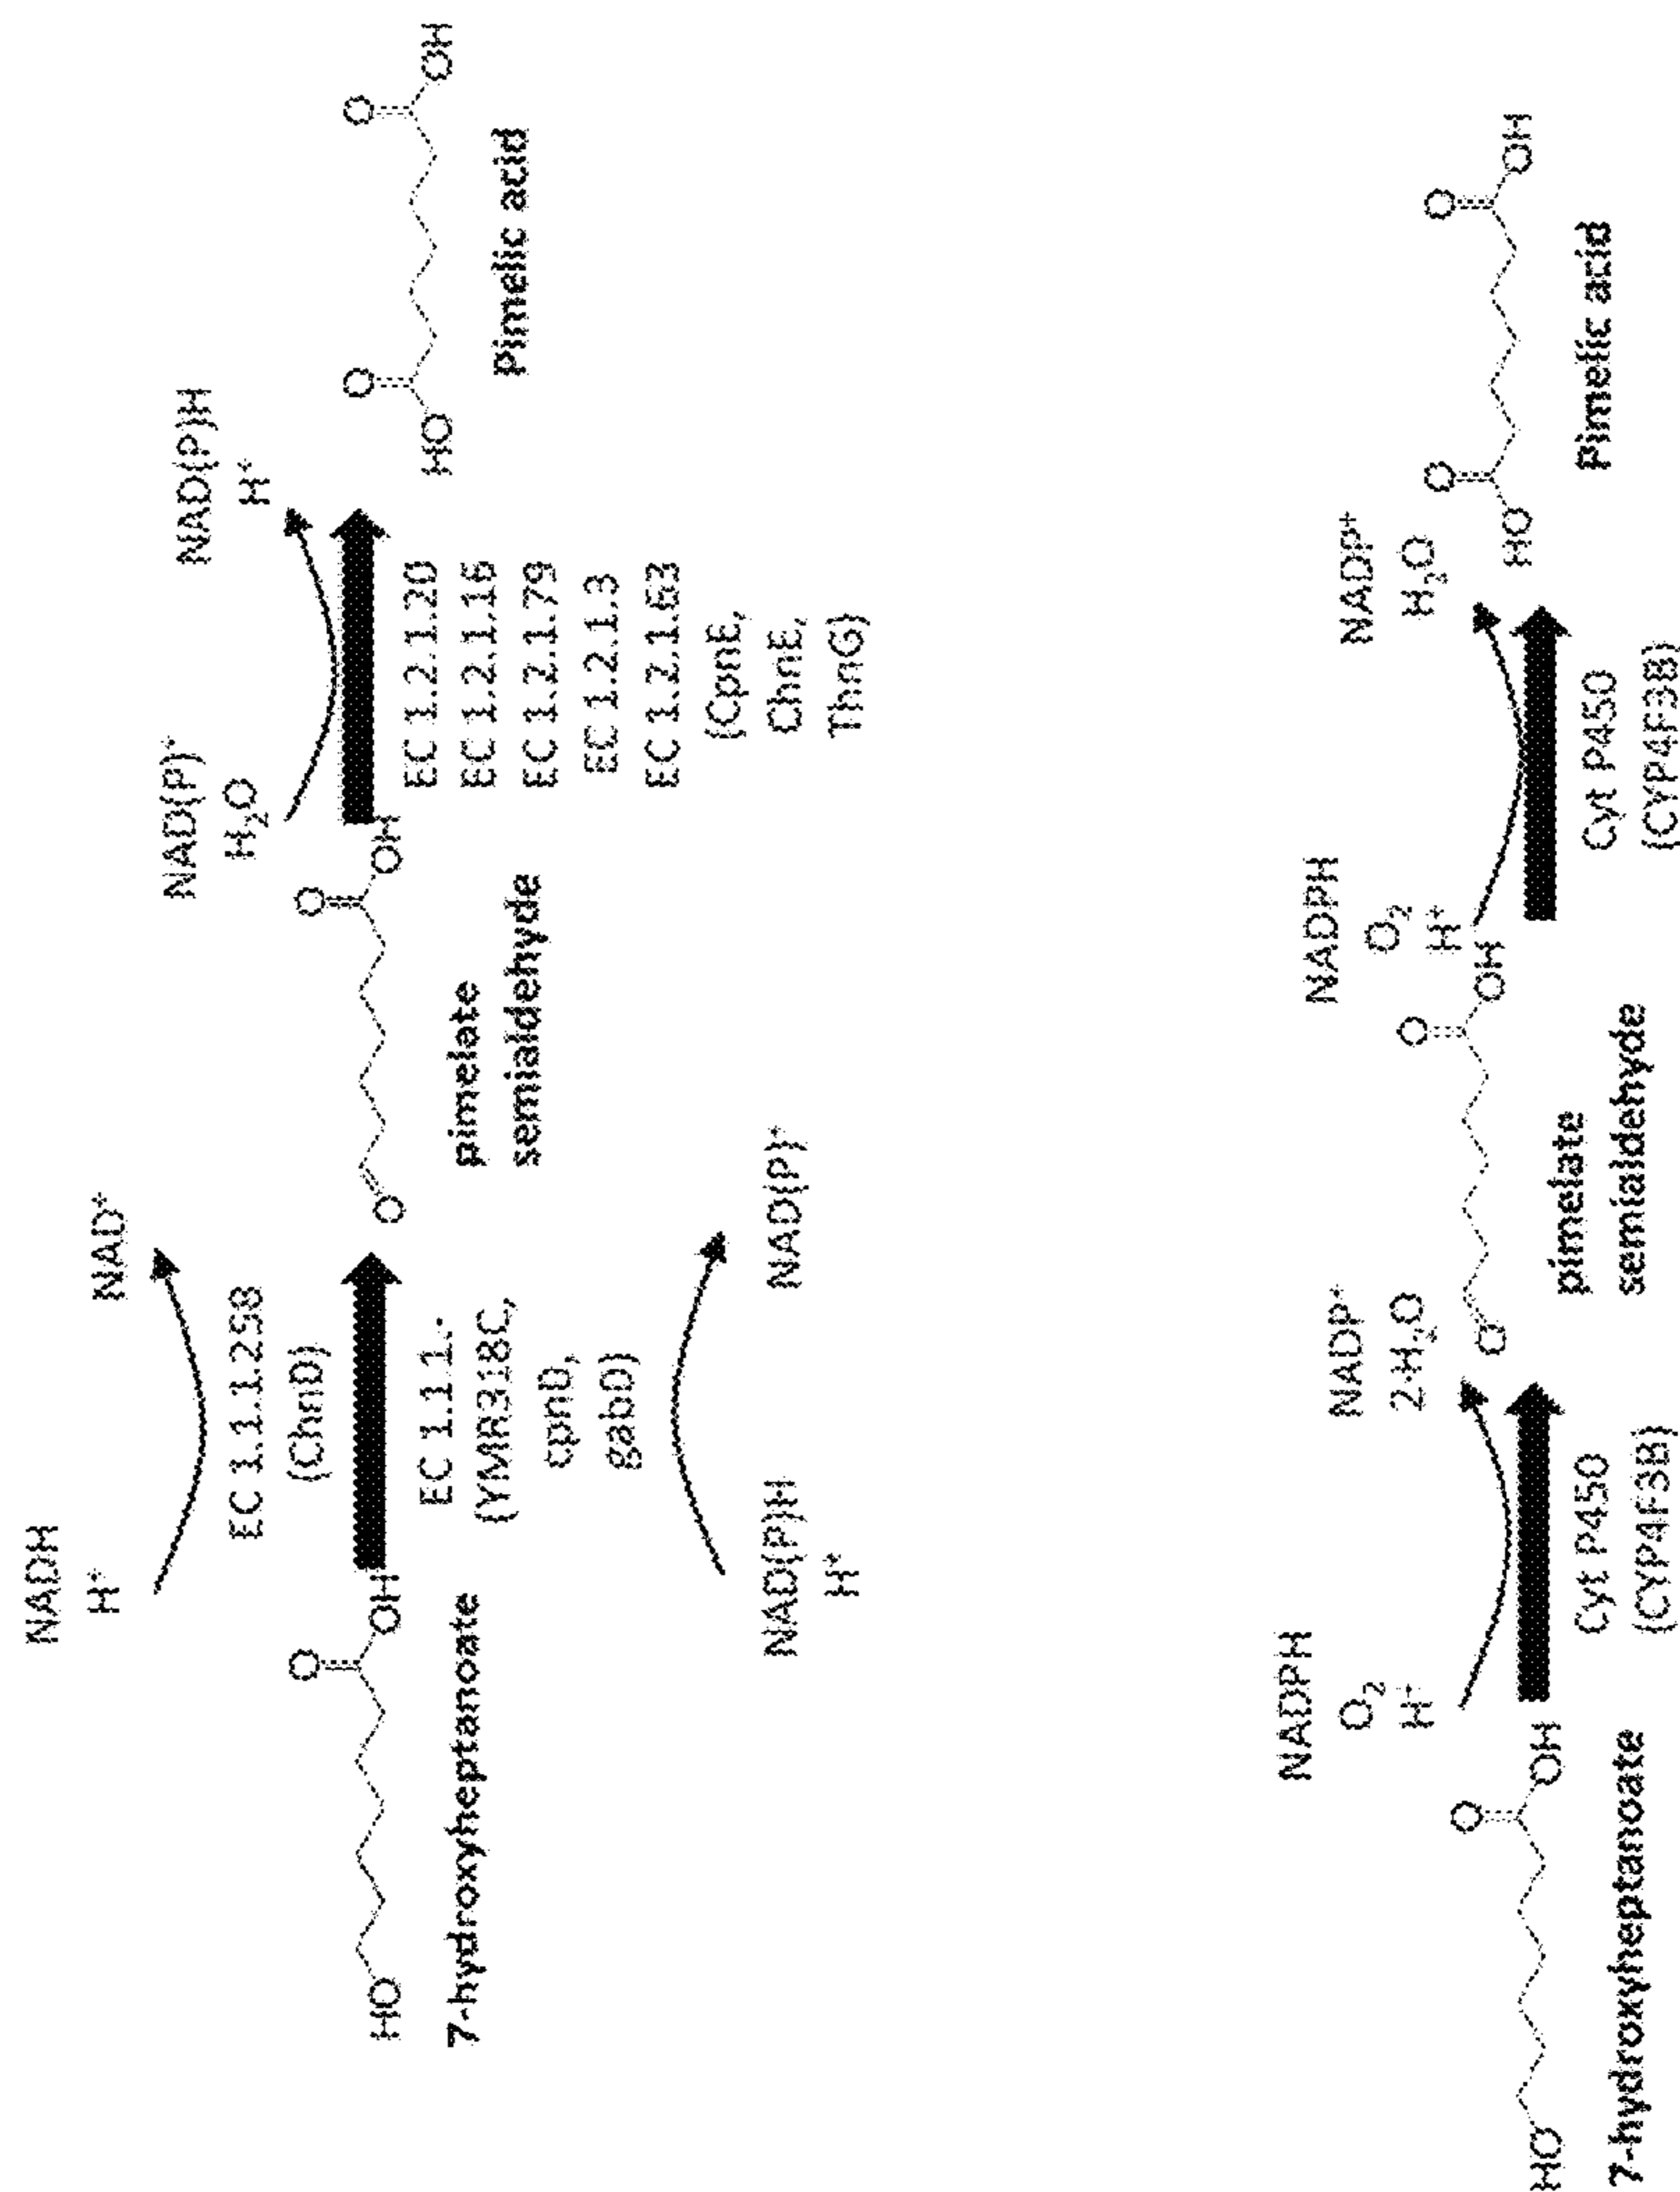 NADH
H⁺
NAD⁺
EC 1.1.1.258
(ChnD)
HO
O
OH
7-hydroxyheptanoate
EC 1.1.1.-
(YMR318C,
cpnD,
gabD)
NAD(P)H
H⁺
NAD(P)⁺
O
O
OH
pimelate
semialdehyde
NAD(P)⁺
H₂O
NAD(P)H
H⁺
EC 1.2.1.20
EC 1.2.1.16
EC 1.2.1.79
EC 1.2.1.3
EC 1.2.1.63
(CpnE,
ChnE,
ThnG)
HO
O
O
OH
Pimelic acid
HO
O
OH
7-hydroxyheptanoate
NADPH
O₂
H⁺
NADP⁺
2·H₂O
Cyt P450
(CYP4F3B)
O
O
OH
pimelate
semialdehyde
NADPH
O₂
H⁺
NADP⁺
H₂O
Cyt P450
(CYP4F3B)
HO
O
O
OH
Pimelic acid